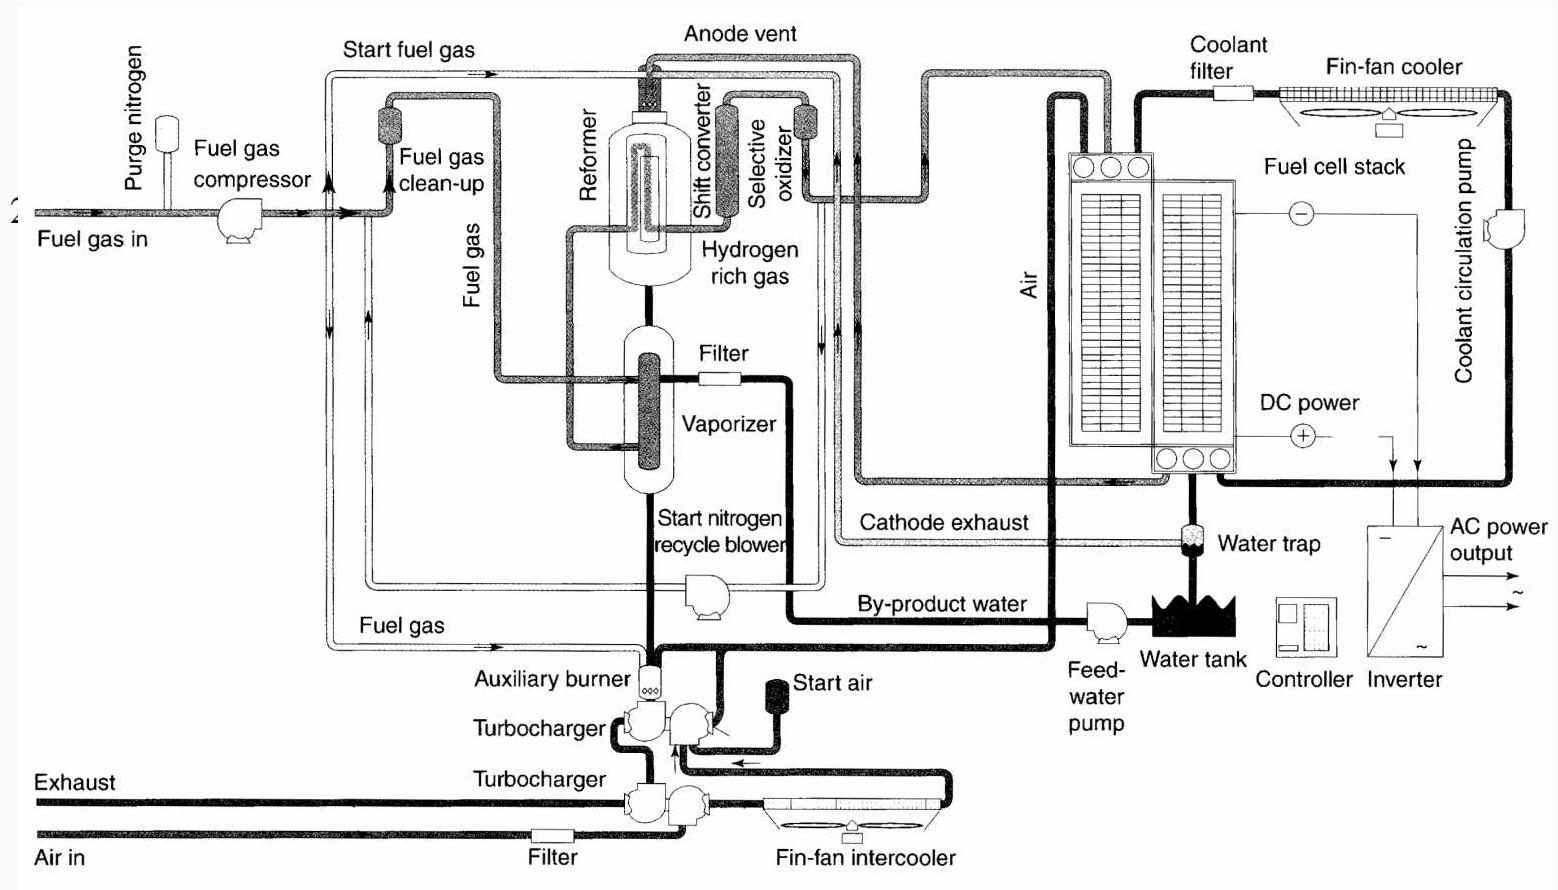 Start fuel gas
Anode vent
Coolant
filter
Fin-fan cooler
Purge nitrogen
Fuel gas
compressor
Fuel gas
clean-up
Reformer
Shift converter
Selective
oxidizer
Fuel cell stack
Coolant circulation pump
2
Fuel gas in
Fuel gas
Hydrogen
rich gas
Air
−
Filter
Vaporizer
DC power
+
Start nitrogen
recycle blower
Cathode exhaust
Water trap
AC power
output
−
~
~
By-product water
Fuel gas
Auxiliary burner
Start air
Feed-
water
pump
Water tank
Controller
Inverter
Turbocharger
Turbocharger
Exhaust
Air in
Filter
Fin-fan intercooler